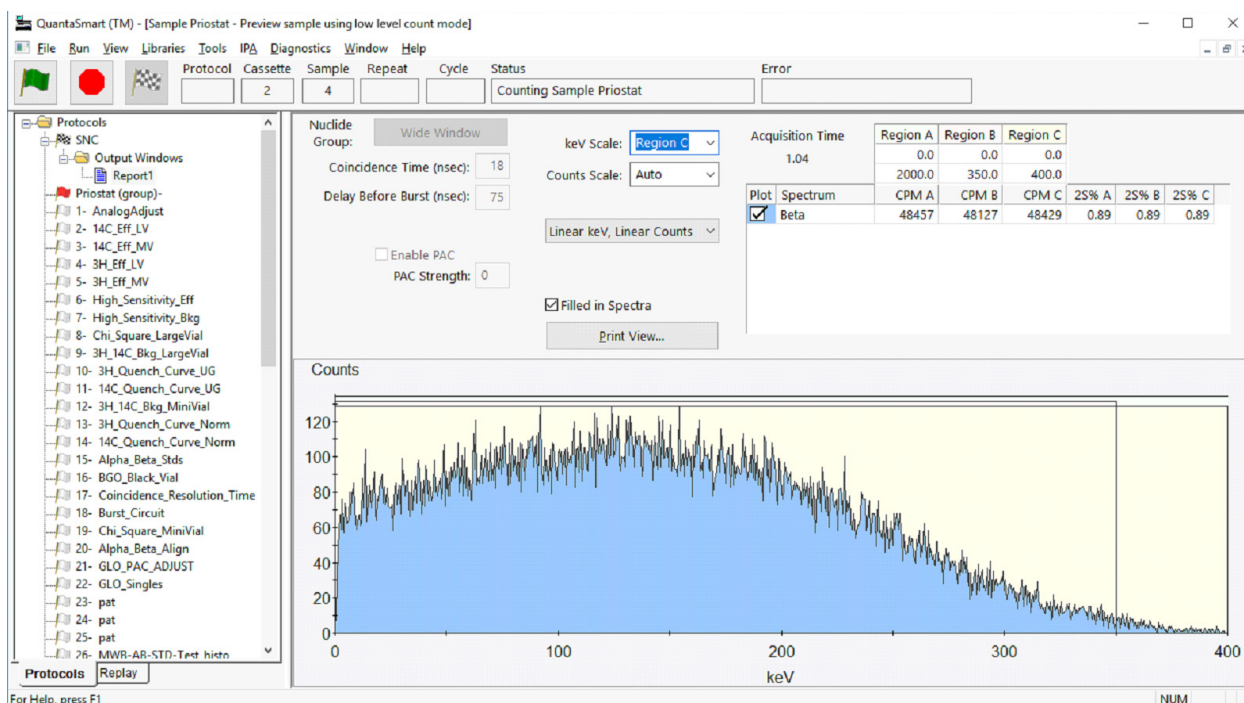 QuantaSmart (TM) - [Sample Priostat - Preview sample using low level count mode]
File Run View Libraries Tools IPA Diagnostics Window Help
Protocol Cassette Sample Repeat Cycle Status Error
2 4 Counting Sample Priostat
Protocols
SNC
Output Windows
Report1
Priostat (group)-
1- AnalogAdjust
2- 14C_Eff_LV
3- 14C_Eff_MV
4- 3H_Eff_LV
5- 3H_Eff_MV
6- High_Sensitivity_Eff
7- High_Sensitivity_Bkg
8- Chi_Square_LargeVial
9- 3H_14C_Bkg_LargeVial
10- 3H_Quench_Curve_UG
11- 14C_Quench_Curve_UG
12- 3H_14C_Bkg_MiniVial
13- 3H_Quench_Curve_Norm
14- 14C_Quench_Curve_Norm
15- Alpha_Beta_Stds
16- BGO_Black_Vial
17- Coincidence_Resolution_Time
18- Burst_Circuit
19- Chi_Square_MiniVial
20- Alpha_Beta_Align
21- GLO_PAC_ADJUST
22- GLO_Singles
23- pat
24- pat
25- pat
26- MWB-AB-STD-Test_histo
Protocols Replay
Nuclide
Group: Wide Window
Coincidence Time (nsec): 18
Delay Before Burst (nsec): 75
Enable PAC
PAC Strength: 0
keV Scale: Region C
Counts Scale: Auto
Linear keV, Linear Counts
Filled in Spectra
Print View...
Acquisition Time
1.04
Region A Region B Region C
0.0 0.0 0.0
2000.0 350.0 400.0
Plot Spectrum CPM A CPM B CPM C 2S% A 2S% B 2S% C
Beta 48457 48127 48429 0.89 0.89 0.89
Counts
120
100
80
60
40
20
0
0 100 200 300 400
keV
For Help, press F1
NUM